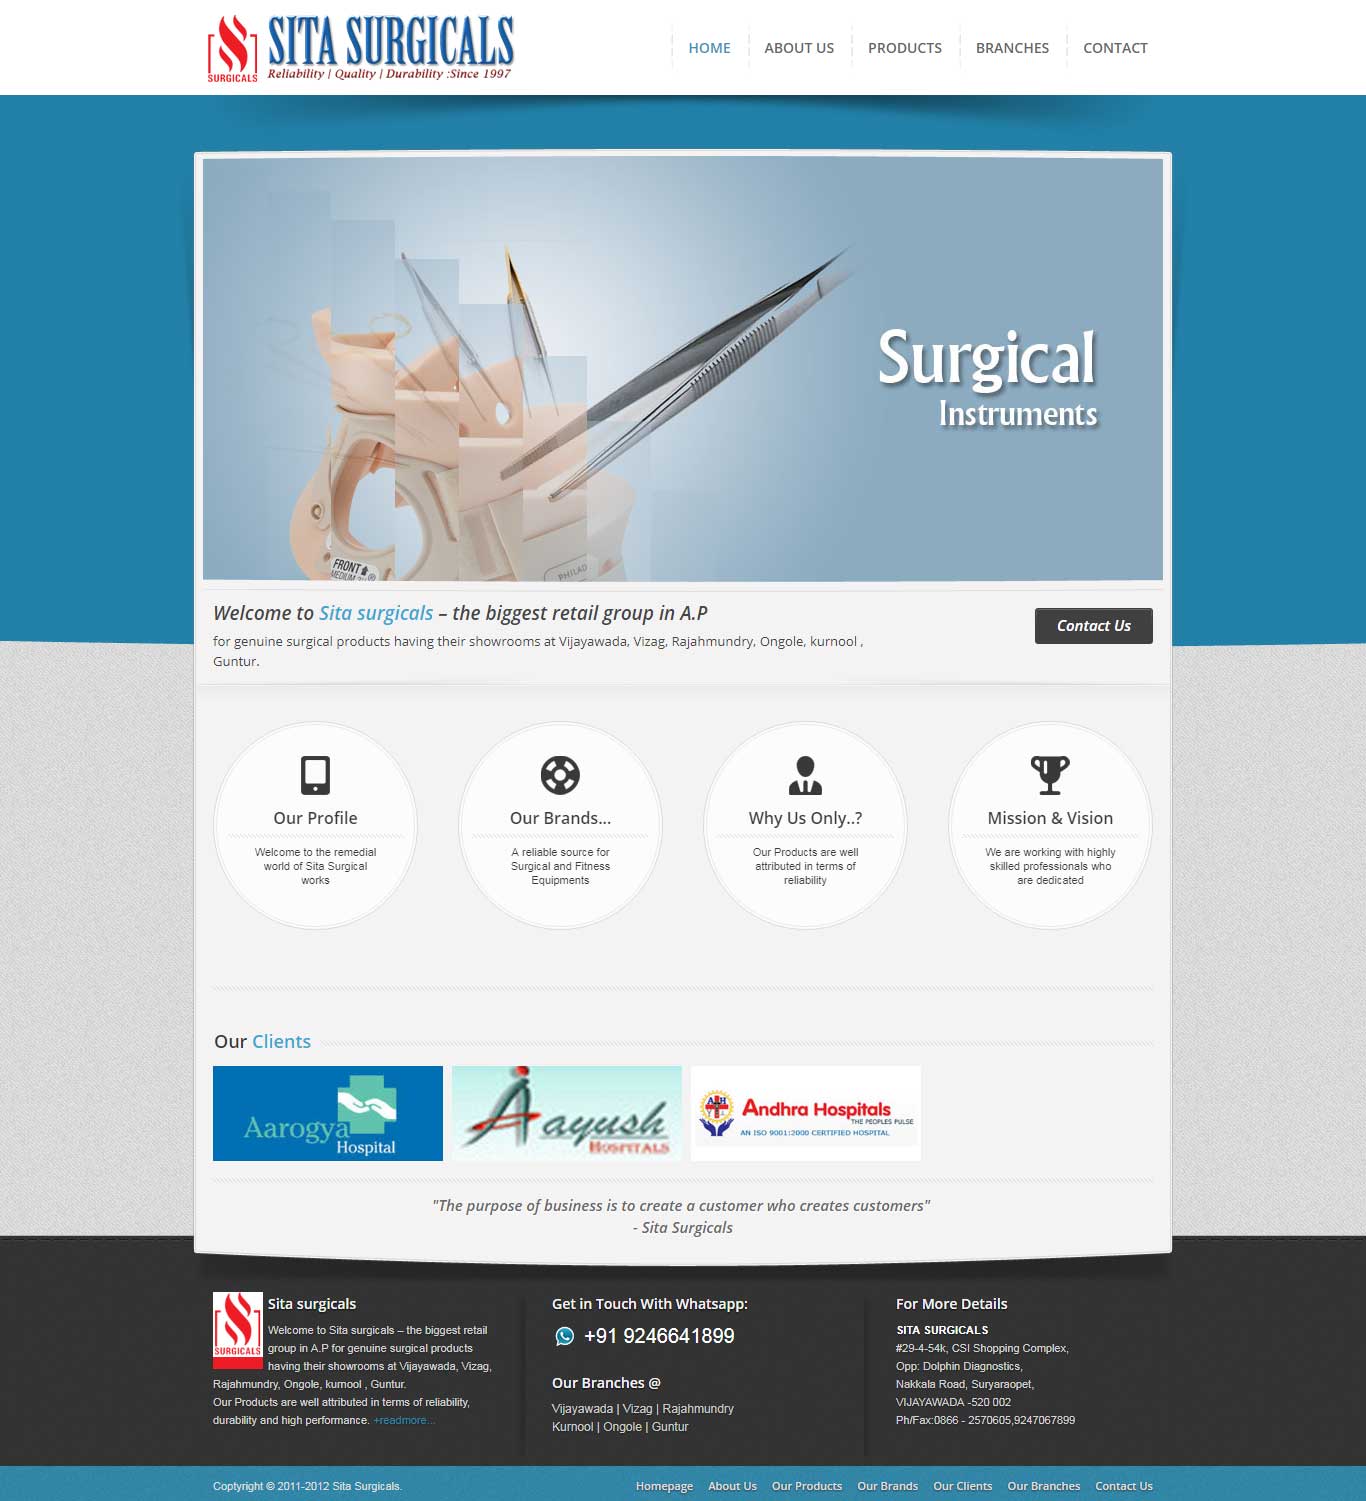 SITA SURGICALS
SURGICALS
Reliability | Quality | Durability :Since 1997
HOME
ABOUT US
PRODUCTS
BRANCHES
CONTACT
Surgical
Instruments
FRONT
PHILAD
Welcome to Sita surgicals – the biggest retail group in A.P
for genuine surgical products having their showrooms at Vijayawada, Vizag, Rajahmundry, Ongole, kurnool ,
Guntur.
Contact Us
Our Profile
Welcome to the remedial
world of Sita Surgical
works
Our Brands...
A reliable source for
Surgical and Fitness
Equipments
Why Us Only..?
Our Products are well
attributed in terms of
reliability
Mission & Vision
We are working with highly
skilled professionals who
are dedicated
Our Clients
Aarogya
Hospital
Aayush
HOSPITALS
AH
Andhra Hospitals
THE PEOPLES PULSE
AN ISO 9001:2000 CERTIFIED HOSPITAL
"The purpose of business is to create a customer who creates customers"
- Sita Surgicals
SURGICALS
Sita surgicals
Welcome to Sita surgicals – the biggest retail
group in A.P for genuine surgical products
having their showrooms at Vijayawada, Vizag,
Rajahmundry, Ongole, kurnool , Guntur.
Our Products are well attributed in terms of reliability,
durability and high performance. +readmore...
Get in Touch With Whatsapp:
+91 9246641899
Our Branches @
Vijayawada | Vizag | Rajahmundry
Kurnool | Ongole | Guntur
For More Details
SITA SURGICALS
#29-4-54k, CSI Shopping Complex,
Opp: Dolphin Diagnostics,
Nakkala Road, Suryaraopet,
VIJAYAWADA -520 002
Ph/Fax:0866 - 2570605,9247067899
Coptyright © 2011-2012 Sita Surgicals.
Homepage
About Us
Our Products
Our Brands
Our Clients
Our Branches
Contact Us